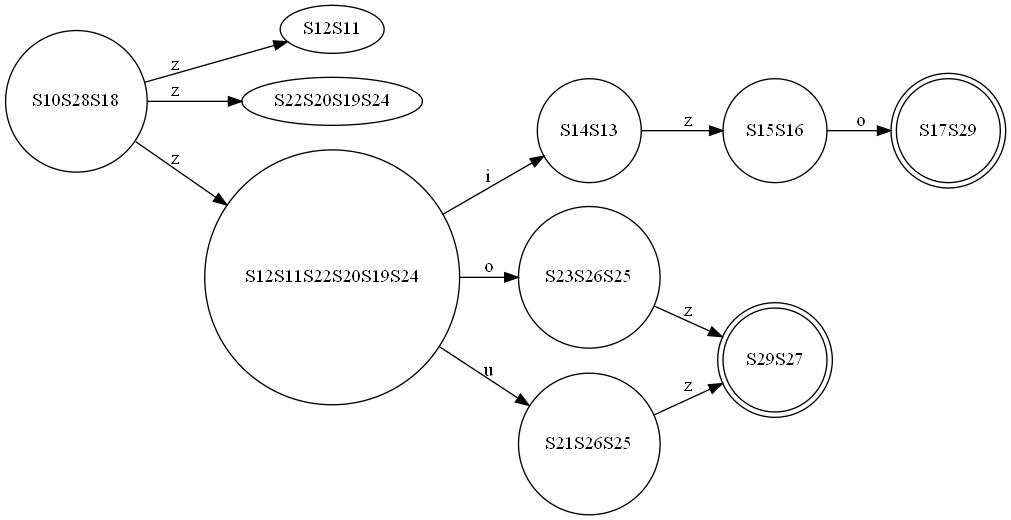 S12S11
z
S10S28S18
z
S22S20S19S24
z
S14S13
z
S15S16
o
S17S29
i
S12S11S22S20S19S24
o
S23S26S25
z
S29S27
u
z
S21S26S25